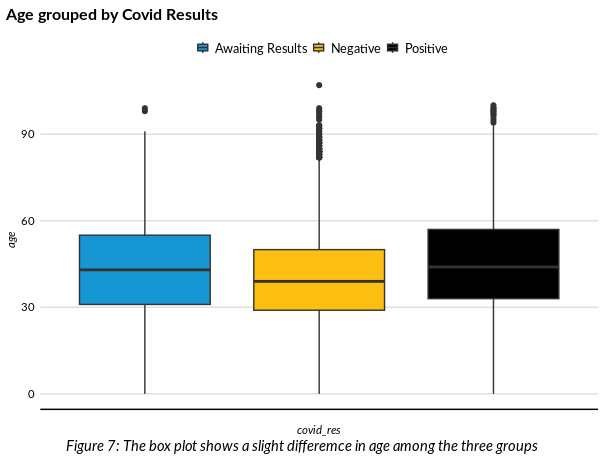 Age grouped by Covid Results
Awaiting Results Negative Positive
90
60
30
0
age
covid_res
Figure 7: The box plot shows a slight differemce in age among the three groups